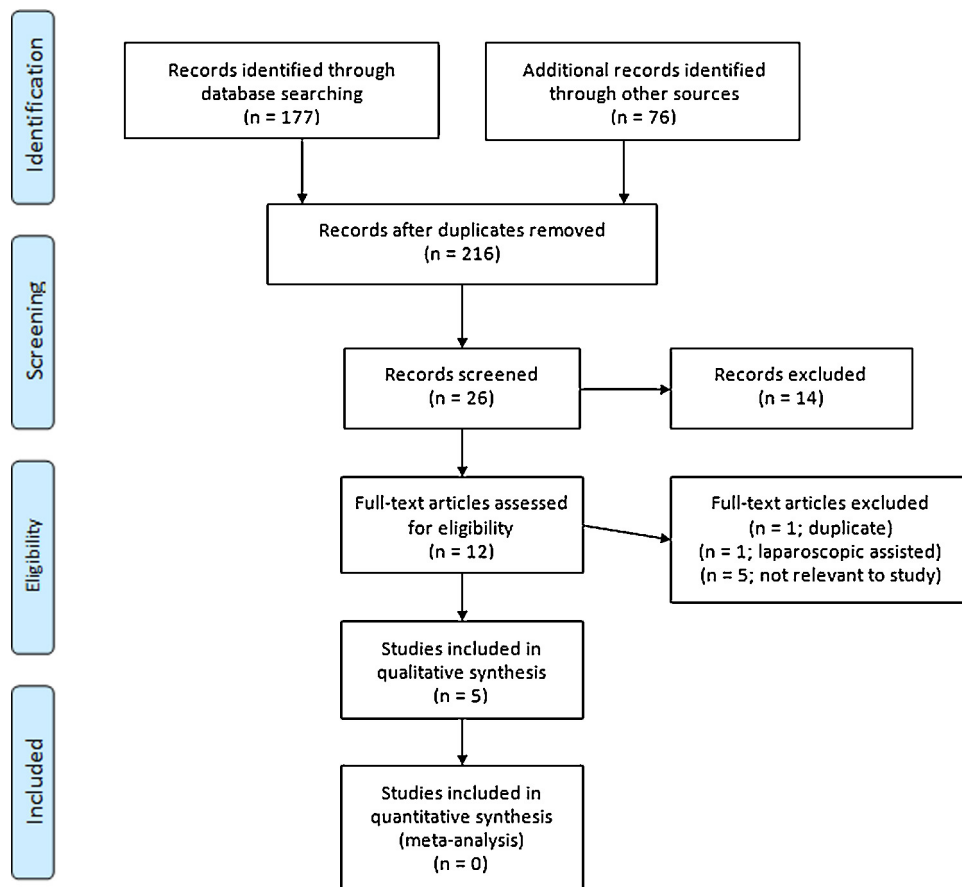 Identification
Records identified through
database searching
(n = 177)
Additional records identified
through other sources
(n = 76)
Records after duplicates removed
(n = 216)
Screening
Records screened
(n = 26)
Records excluded
(n = 14)
Eligibility
Full-text articles assessed
for eligibility
(n = 12)
Full-text articles excluded
(n = 1; duplicate)
(n = 1; laparoscopic assisted)
(n = 5; not relevant to study)
Studies included in
qualitative synthesis
(n = 5)
Included
Studies included in
quantitative synthesis
(meta-analysis)
(n = 0)